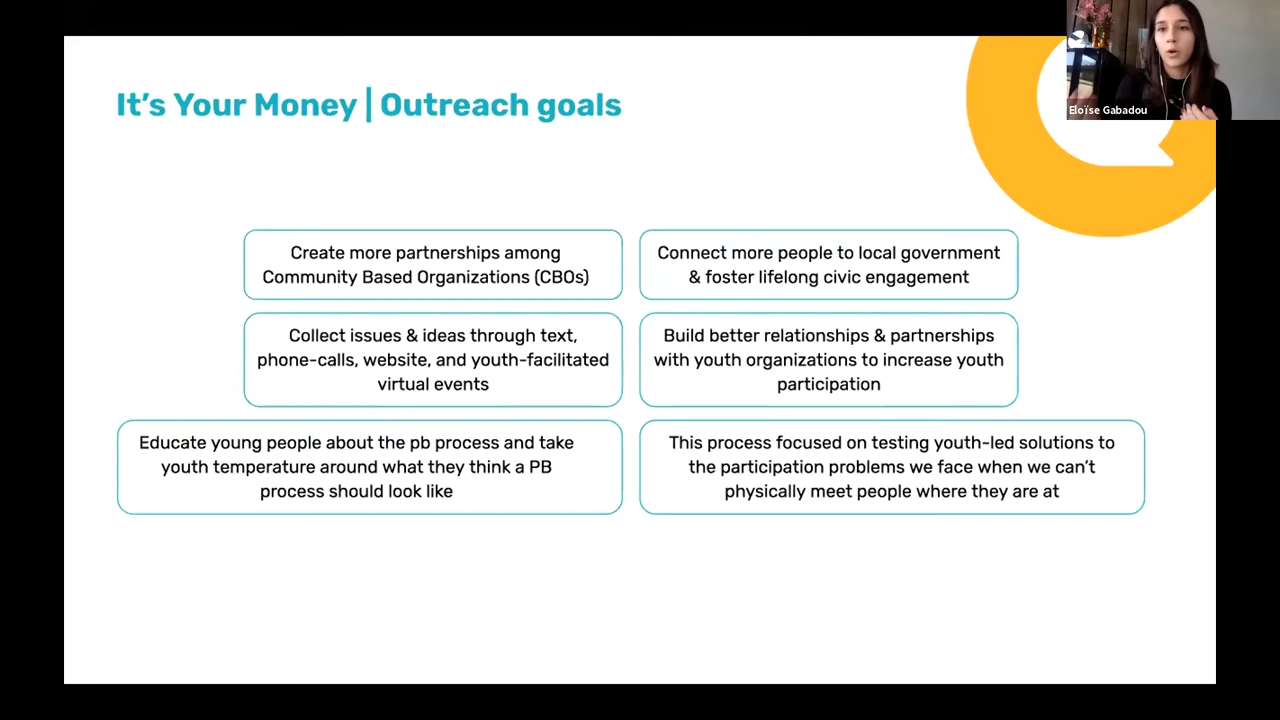 It's Your Money | Outreach goals
Eloïse Gabadou
Create more partnerships among
Community Based Organizations (CBOs)
Connect more people to local government
& foster lifelong civic engagement
Collect issues & ideas through text,
phone-calls, website, and youth-facilitated
virtual events
Build better relationships & partnerships
with youth organizations to increase youth
participation
Educate young people about the pb process and take
youth temperature around what they think a PB
process should look like
This process focused on testing youth-led solutions to
the participation problems we face when we can't
physically meet people where they are at